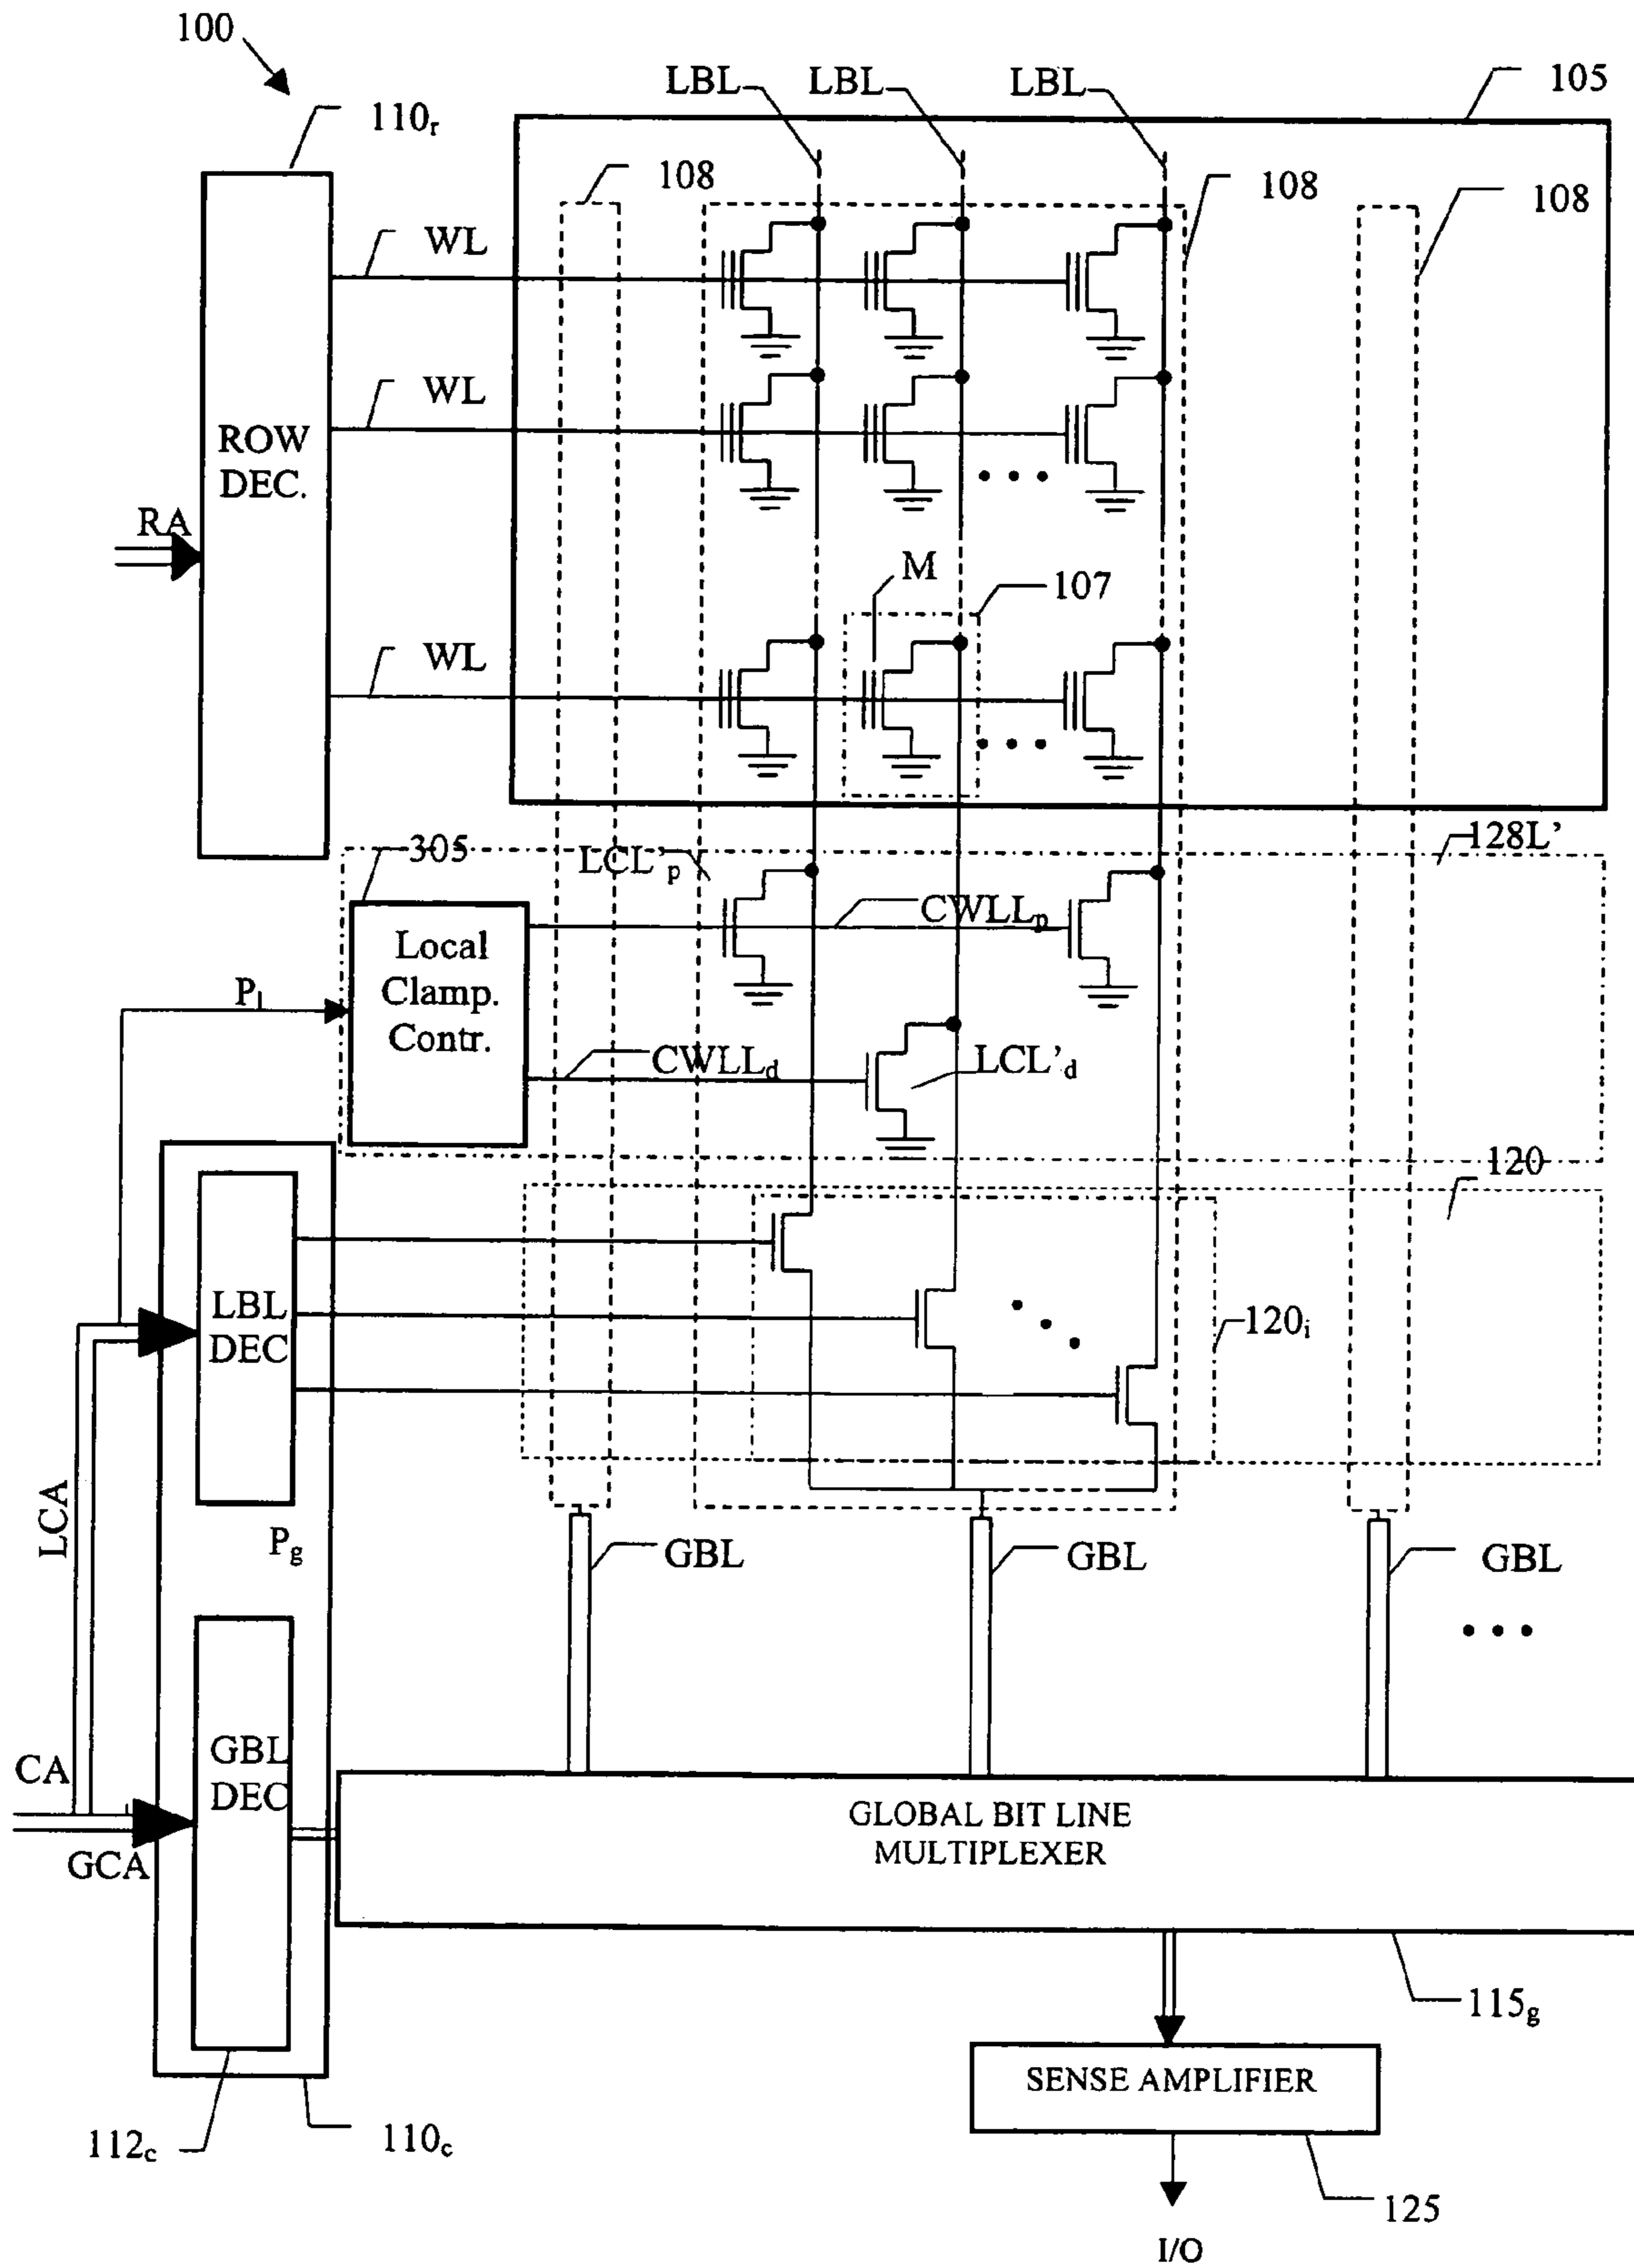 100
110r
LBL
LBL
LBL
105
108
108
108
WL
WL
WL
ROW
DEC.
RA
M
107
305
LCL'p
128L'
Local
Clamp.
Contr.
CWLLp
Pl
CWLLd
LCL'd
120
LBL
DEC
120i
LCA
Pg
GBL
GBL
GBL
CA
GBL
DEC
GCA
GLOBAL BIT LINE
MULTIPLEXER
115g
SENSE AMPLIFIER
112c
110c
125
I/O